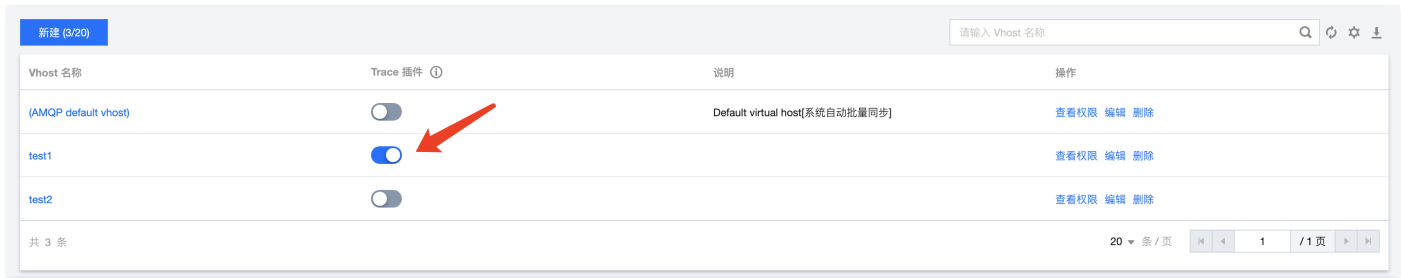 新建 (3/20)
请输入 Vhost 名称
Vhost 名称 Trace 插件 说明 操作
(AMQP default vhost) Default virtual host[系统自动批量同步] 查看权限 编辑 删除
test1 查看权限 编辑 删除
test2 查看权限 编辑 删除
共 3 条 20 条 / 页 1 / 1 页